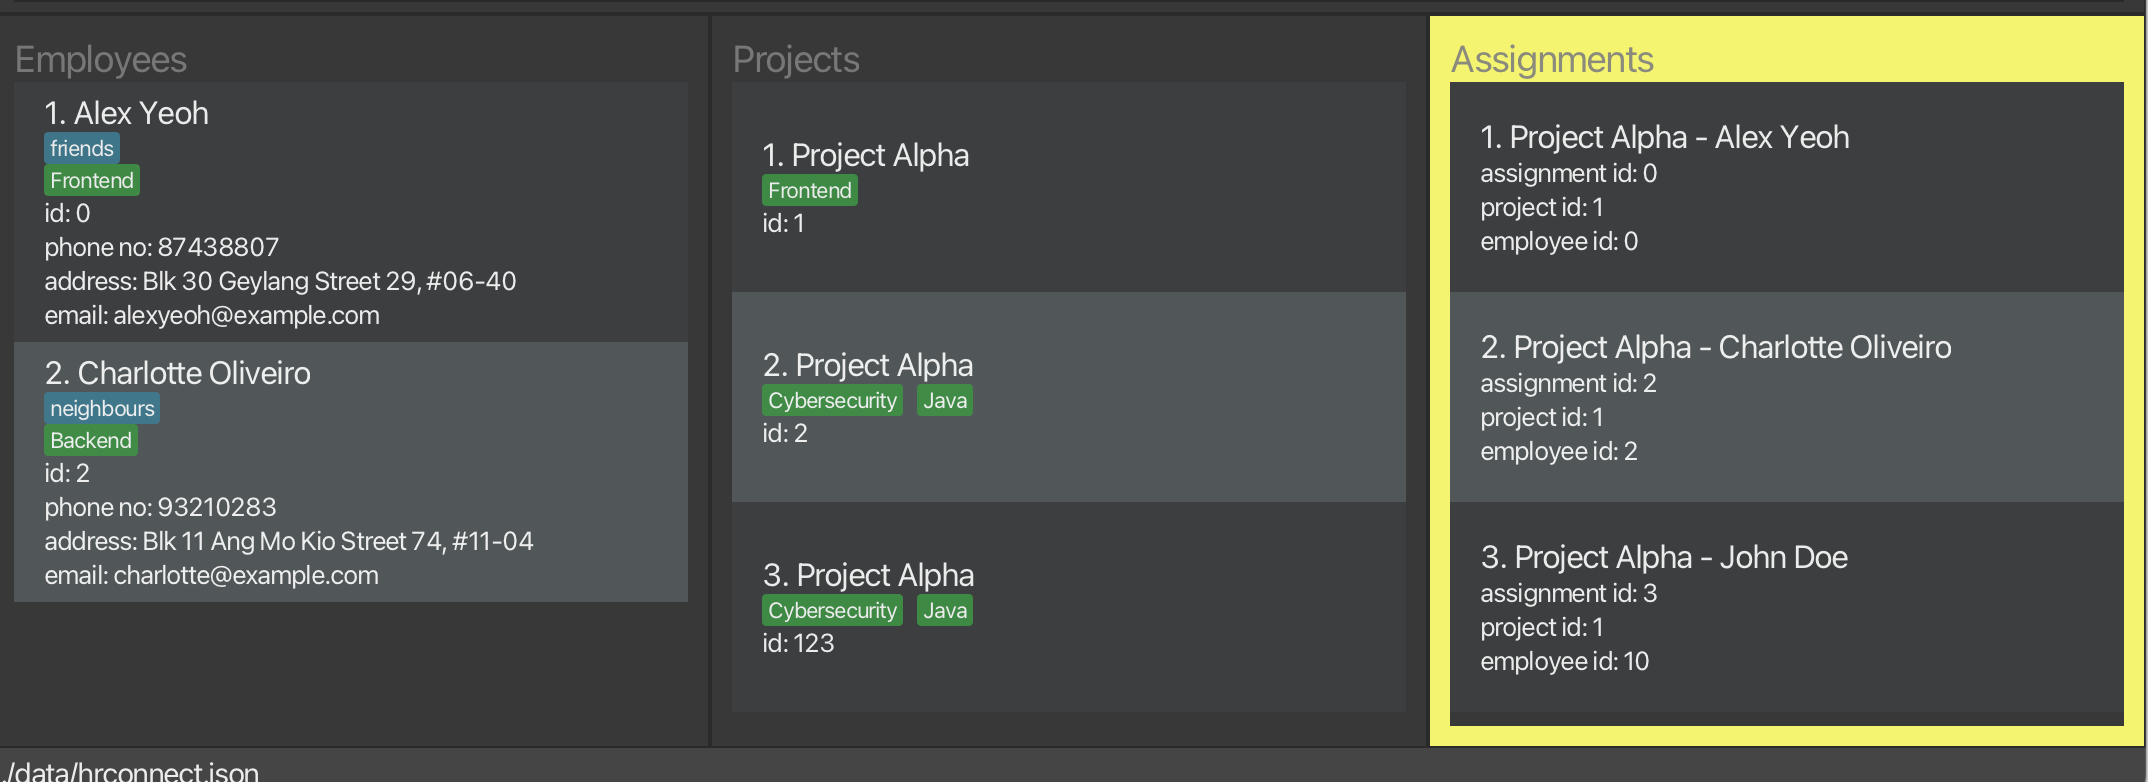 Employees
1. Alex Yeoh
friends
Frontend
id: 0
phone no: 87438807
address: Blk 30 Geylang Street 29, #06-40
email: alexyeoh@example.com
2. Charlotte Oliveiro
neighbours
Backend
id: 2
phone no: 93210283
address: Blk 11 Ang Mo Kio Street 74, #11-04
email: charlotte@example.com
Projects
1. Project Alpha
Frontend
id: 1
2. Project Alpha
Cybersecurity Java
id: 2
3. Project Alpha
Cybersecurity Java
id: 123
Assignments
1. Project Alpha - Alex Yeoh
assignment id: 0
project id: 1
employee id: 0
2. Project Alpha - Charlotte Oliveiro
assignment id: 2
project id: 1
employee id: 2
3. Project Alpha - John Doe
assignment id: 3
project id: 1
employee id: 10
./data/hrconnect.json